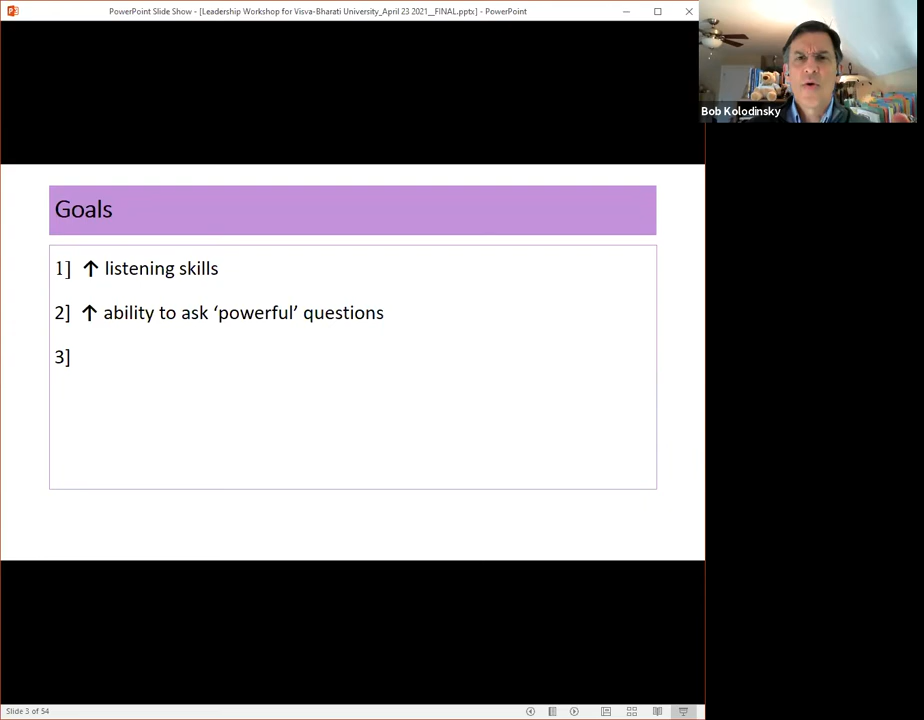 PowerPoint Slide Show - [Leadership Workshop for Visva-Bharati University_April 23 2021__FINAL.pptx] - PowerPoint
Bob Kolodinsky
Goals
1] ↑ listening skills
2] ↑ ability to ask ‘powerful’ questions
3]
Slide 3 of 54